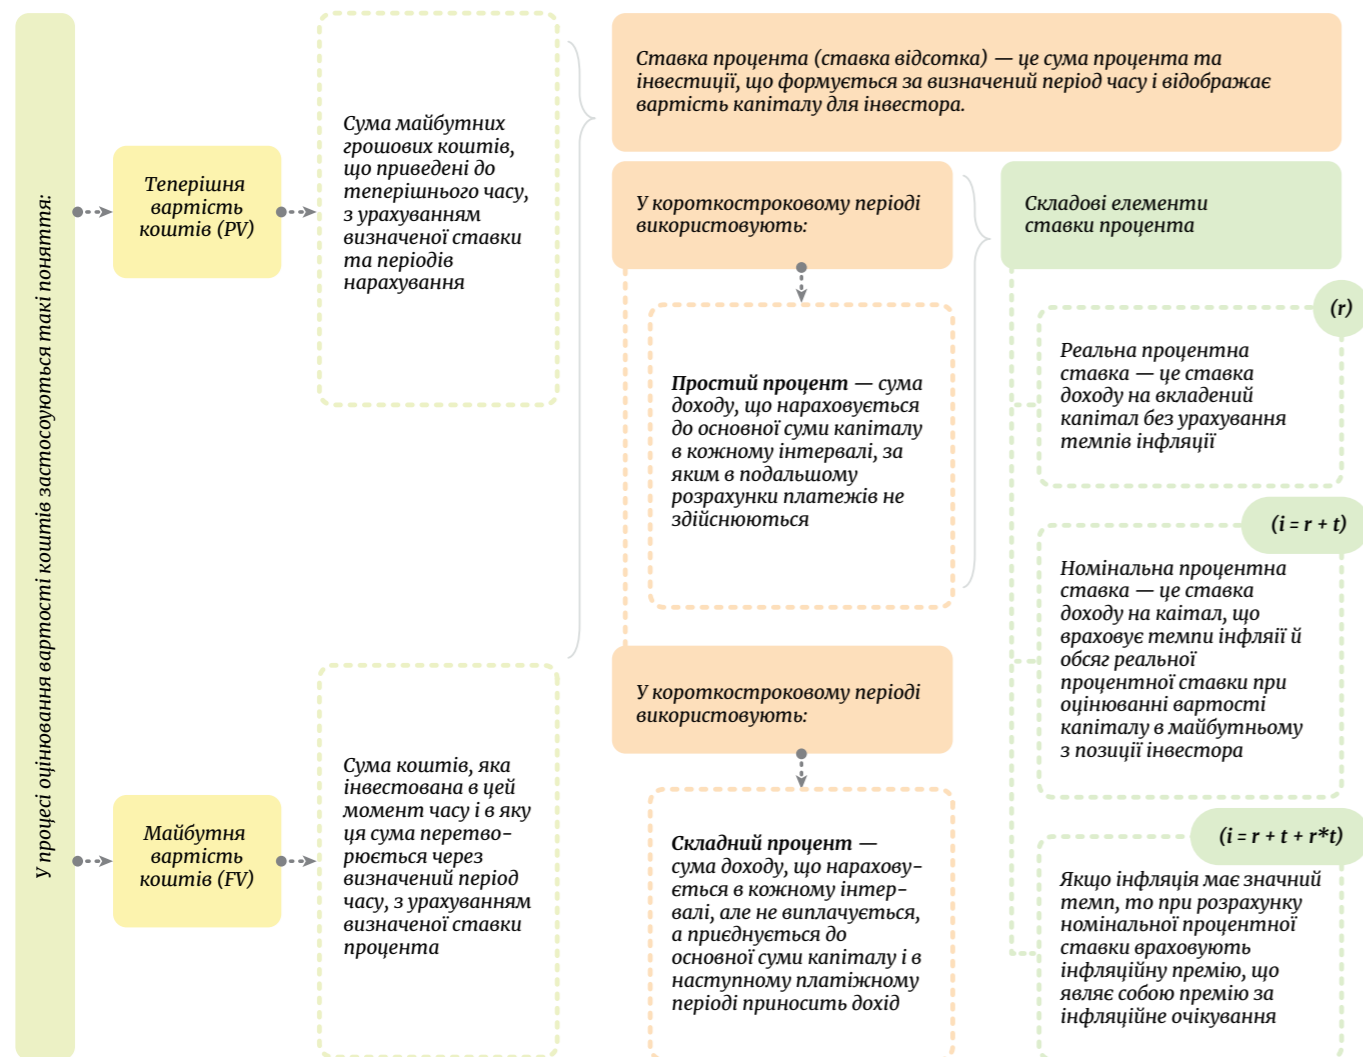 У процесі оцінювання вартості коштів застосовуються такі поняття:
Теперішня
вартість
коштів (PV)
Сума майбутних
грошових коштів,
що приведені до
теперішнього часу,
з урахуванням
визначеної ставки
та періодів
нарахування
Майбутня
вартість
коштів (FV)
Сума коштів, яка
інвестована в цей
момент часу і в яку
ця сума перетво-
рюється через
визначений період
часу, з урахуванням
визначеної ставки
процента
Ставка процента (ставка відсотка) — це сума процента та
інвестиції, що формується за визначений період часу і відображає
вартість капіталу для інвестора.
У короткостроковому періоді
використовують:
Простий процент — сума
доходу, що нараховується
до основної суми капіталу
в кожному інтервалі, за
яким в подальшому
розрахунки платежів не
здійснюються
У короткостроковому періоді
використовують:
Складний процент —
сума доходу, що нарахову-
ється в кожному інтер-
валі, але не виплачується,
а приєднується до
основної суми капіталу і в
наступному платіжному
періоді приносить дохід
Складові елементи
ставки процента
(r)
Реальна процентна
ставка — це ставка
доходу на вкладений
капітал без урахування
темпів інфляції
(i = r + t)
Номінальна процентна
ставка — це ставка
доходу на каітал, що
враховує темпи інфляії й
обсяг реальної
процентної ставки при
оцінюванні вартості
капіталу в майбутньому
з позиції інвестора
(i = r + t + r*t)
Якщо інфляція має значний
темп, то при розрахунку
номінальної процентної
ставки враховують
інфляційну премію, що
являє собою премію за
інфляційне очікування